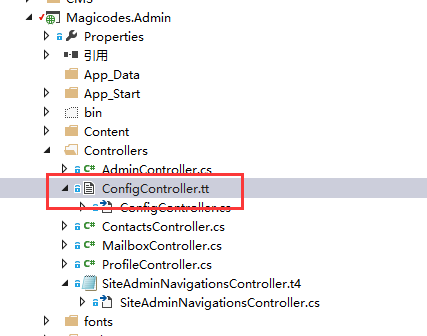 Magicodes.Admin
Properties
引用
App_Data
App_Start
bin
Content
Controllers
AdminController.cs
ConfigController.tt
ConfigController.cs
ContactsController.cs
MailboxController.cs
ProfileController.cs
SiteAdminNavigationsController.t4
SiteAdminNavigationsController.cs
fonts